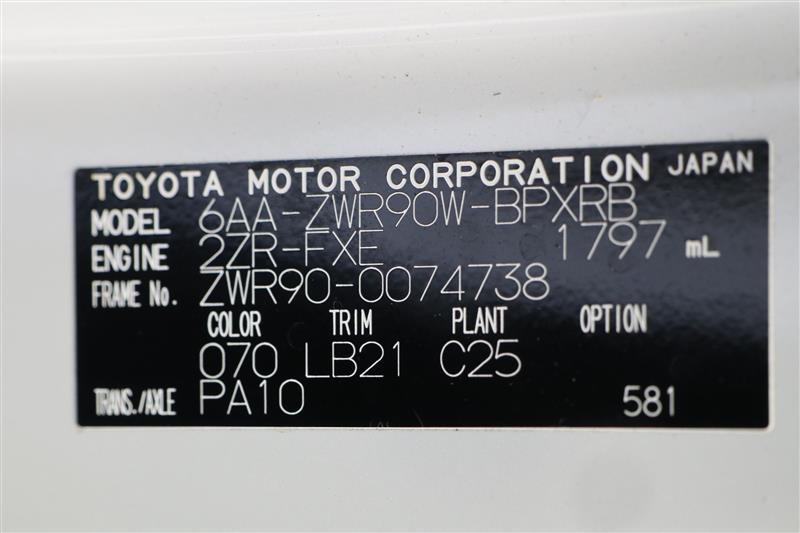 TOYOTA MOTOR CORPORATION JAPAN
MODEL 6AA-ZWR90W-BPXRB
ENGINE 2ZR-FXE 1797 mL
FRAME No. ZWR90-0074738
COLOR TRIM PLANT OPTION
070 LB21 C25
TRANS./AXLE PA10 581